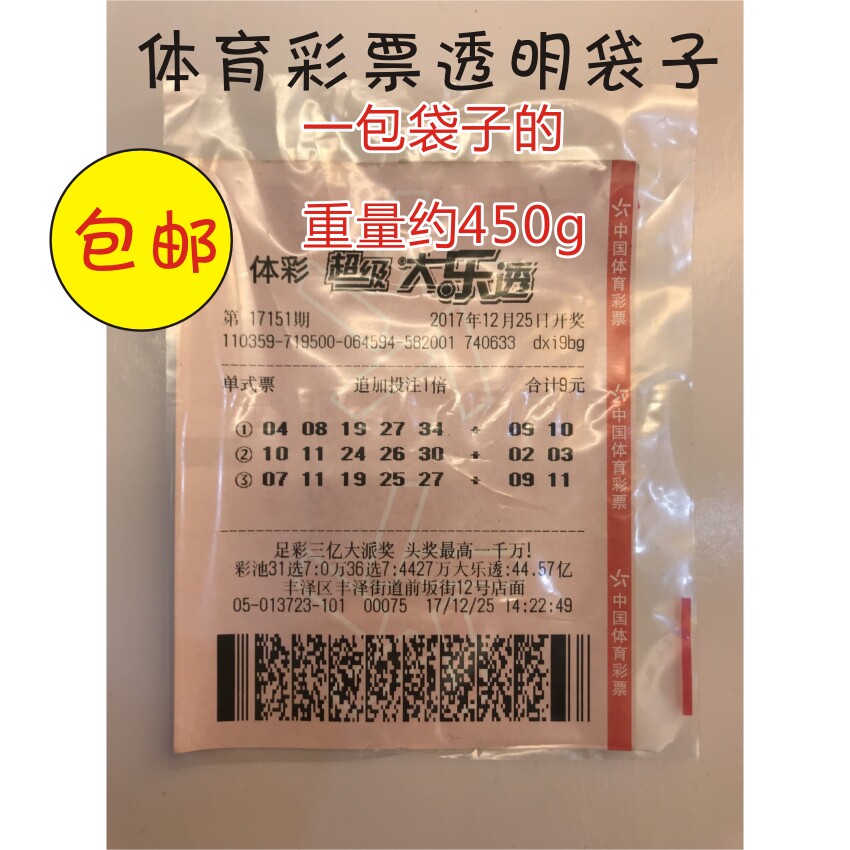 体育彩票透明袋子
一包袋子的
包邮
重量约450g
体彩 超级大乐透
第 17151期 2017年12月25日开奖
110359-719500-064594-582001 740633 dxi9bg
单式票 追加投注1倍 合计9元
① 04 08 19 27 34 + 09 10
② 10 11 24 26 30 + 02 03
③ 07 11 19 25 27 + 09 11
足彩三亿大派奖 头奖最高一千万!
彩池31选7:0万36选7:4427万大乐透:44.57亿
丰泽区丰泽街道前坂街12号店面
05-013723-101 00075 17/12/25 14:22:49
中国体育彩票
中国体育彩票
中国体育彩票